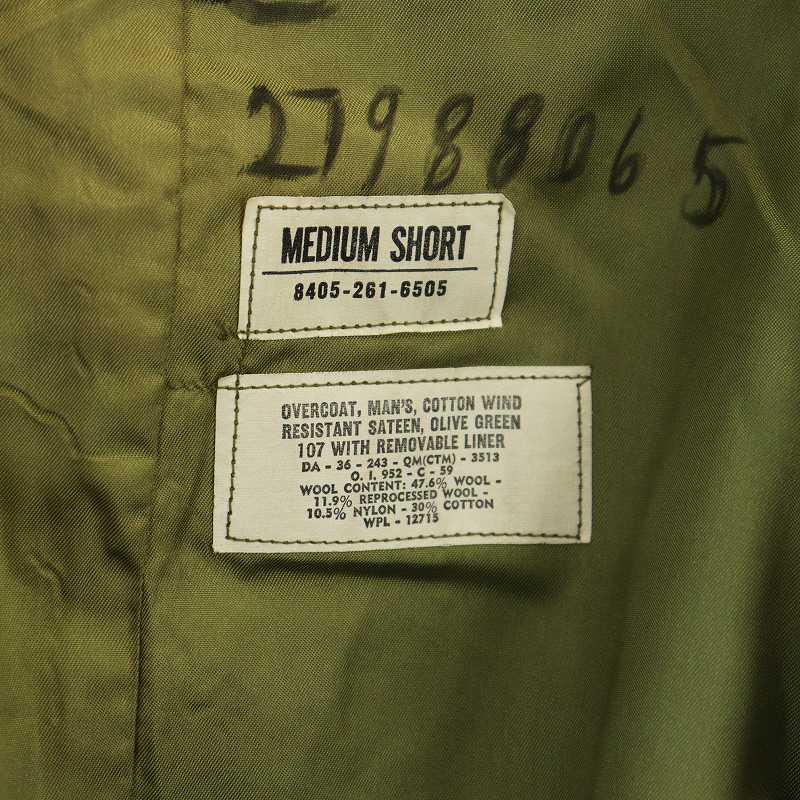 27988065
MEDIUM SHORT
8405-261-6505
OVERCOAT, MAN'S, COTTON WIND
RESISTANT SATEEN, OLIVE GREEN
107 WITH REMOVABLE LINER
DA - 36 - 243 - QM(CTM) - 3513
O. I. 952 - C - 59
WOOL CONTENT: 47.6% WOOL -
11.9% REPROCESSED WOOL -
10.5% NYLON - 30% COTTON
WPL - 12715